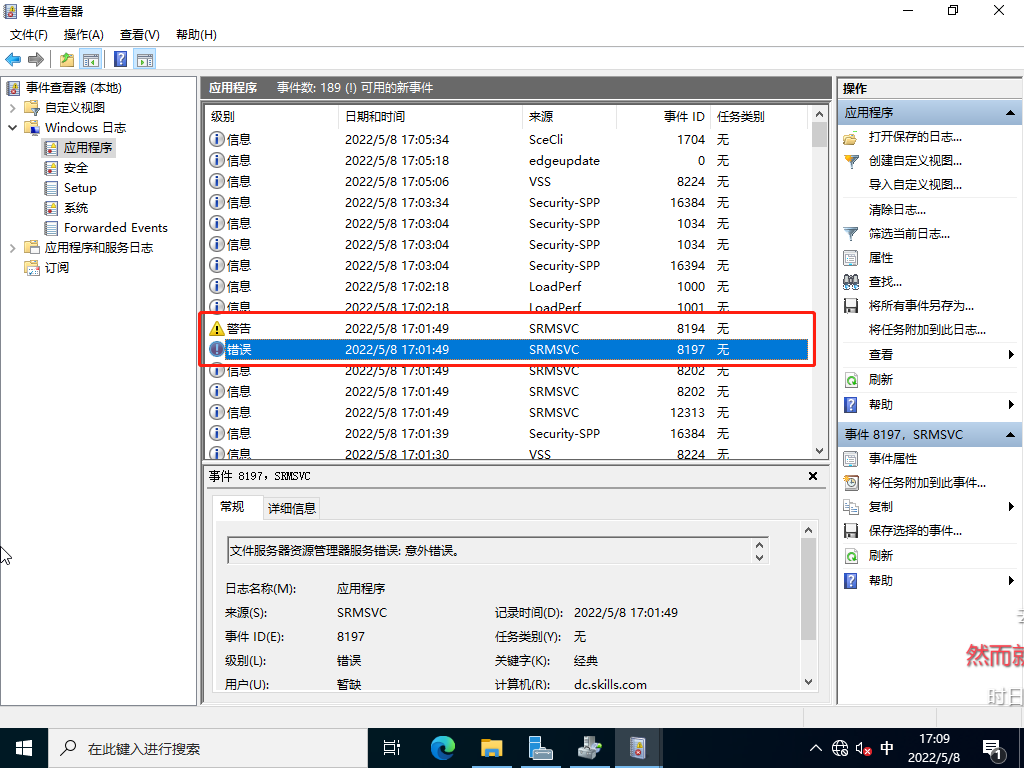 事件查看器
文件(F) 操作(A) 查看(V) 帮助(H)
事件查看器 (本地)
自定义视图
Windows 日志
应用程序
安全
Setup
系统
Forwarded Events
应用程序和服务日志
订阅
应用程序 事件数: 189 (!) 可用的新事件
级别 日期和时间 来源 事件 ID 任务类别
信息 2022/5/8 17:05:34 SceCli 1704 无
信息 2022/5/8 17:05:18 edgeupdate 0 无
信息 2022/5/8 17:05:06 VSS 8224 无
信息 2022/5/8 17:03:34 Security-SPP 16384 无
信息 2022/5/8 17:03:04 Security-SPP 1034 无
信息 2022/5/8 17:03:04 Security-SPP 1034 无
信息 2022/5/8 17:03:04 Security-SPP 16394 无
信息 2022/5/8 17:02:18 LoadPerf 1000 无
信息 2022/5/8 17:02:18 LoadPerf 1001 无
警告 2022/5/8 17:01:49 SRMSVC 8194 无
错误 2022/5/8 17:01:49 SRMSVC 8197 无
信息 2022/5/8 17:01:49 SRMSVC 8202 无
信息 2022/5/8 17:01:49 SRMSVC 8202 无
信息 2022/5/8 17:01:49 SRMSVC 12313 无
信息 2022/5/8 17:01:39 Security-SPP 16384 无
信息 2022/5/8 17:01:30 VSS 8224 无
事件 8197，SRMSVC
常规 详细信息
文件服务器资源管理器服务错误: 意外错误。
日志名称(M): 应用程序
来源(S): SRMSVC 记录时间(D): 2022/5/8 17:01:49
事件 ID(E): 8197 任务类别(Y): 无
级别(L): 错误 关键字(K): 经典
用户(U): 暂缺 计算机(R): dc.skills.com
操作
应用程序
打开保存的日志...
创建自定义视图...
导入自定义视图...
清除日志...
筛选当前日志...
属性
查找...
将所有事件另存为...
将任务附加到此日志...
查看
刷新
帮助
事件 8197，SRMSVC
事件属性
将任务附加到此事件...
复制
保存选择的事件...
刷新
帮助
然而就
时日
在此键入进行搜索
中
17:09
2022/5/8
1